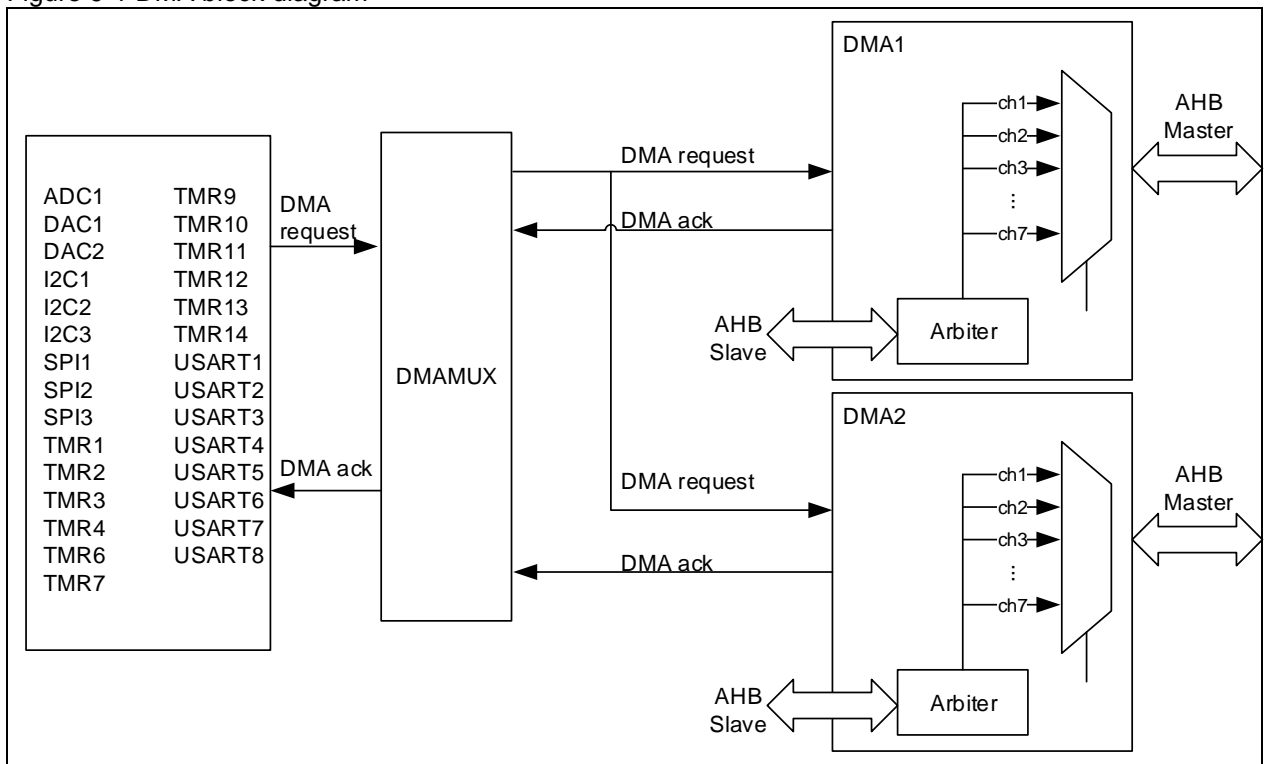 DMA1
ch1
ch2
ch3
...
ch7
AHB
Master
DMA request
DMA ack
AHB
Slave
Arbiter
ADC1 TMR9
DAC1 TMR10
DAC2 TMR11
I2C1 TMR12
I2C2 TMR13
I2C3 TMR14
SPI1 USART1
SPI2 USART2
SPI3 USART3
TMR1 USART4
TMR2 USART5
TMR3 USART6
TMR4 USART7
TMR6 USART8
TMR7
DMA
request
DMA ack
DMAMUX
DMA2
ch1
ch2
ch3
...
ch7
AHB
Master
DMA request
DMA ack
AHB
Slave
Arbiter